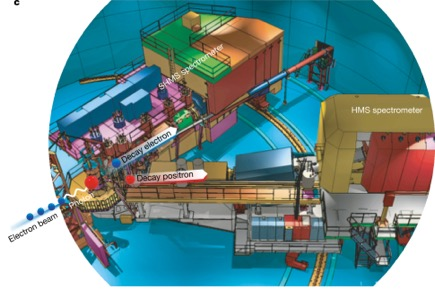 c
SHMS spectrometer
HMS spectrometer
Decay electron
Decay positron
Electron beam